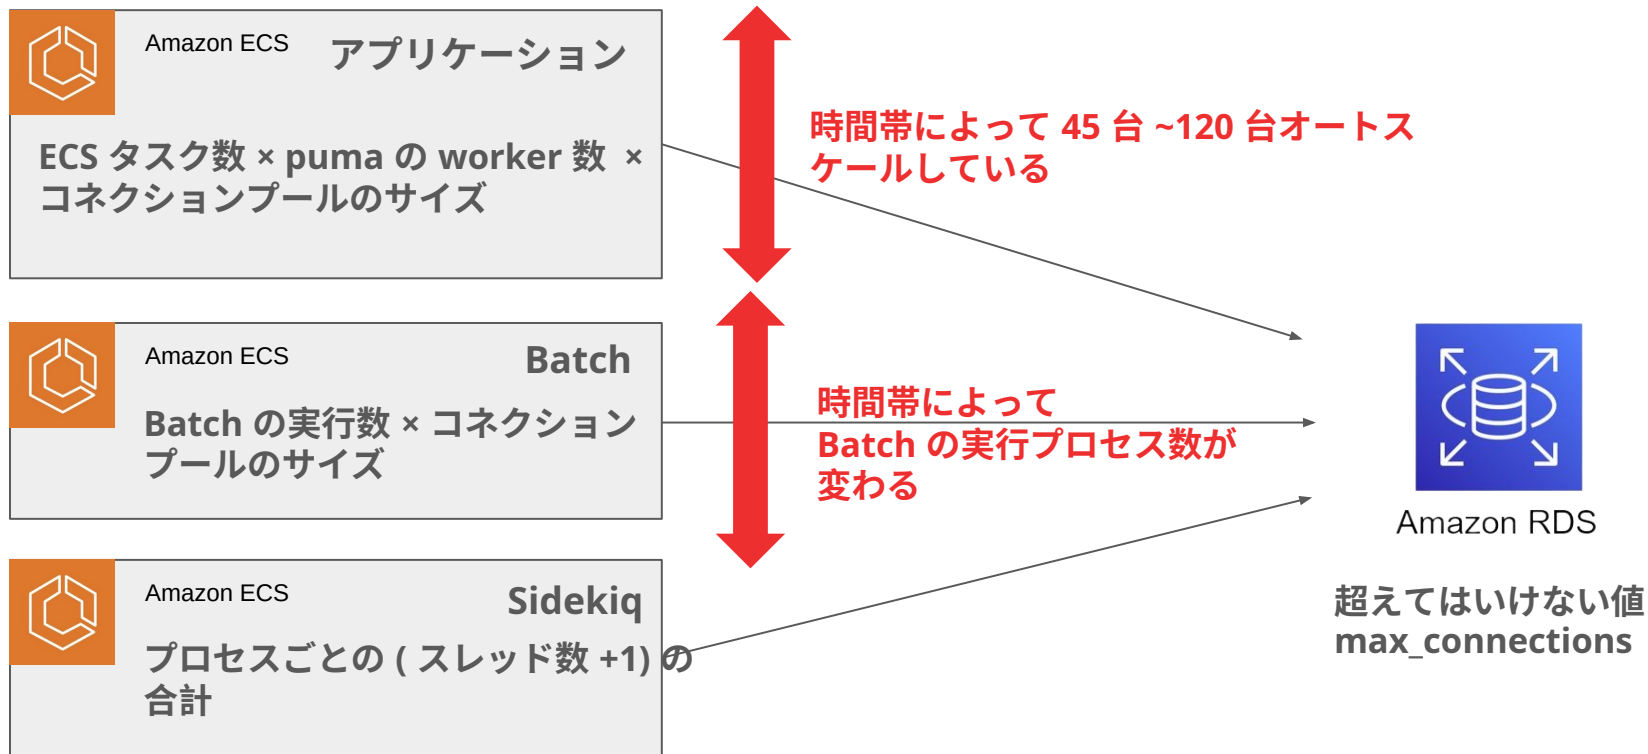 Amazon ECS
アプリケーション
ECS タスク数 × puma の worker 数 ×
コネクションプールのサイズ
時間帯によって 45 台 ~120 台オートス
ケールしている
Amazon ECS
Batch
Batch の実行数 × コネクション
プールのサイズ
時間帯によって
Batch の実行プロセス数が
変わる
Amazon RDS
Amazon ECS
Sidekiq
プロセスごとの ( スレッド数 +1) の
合計
超えてはいけない値
max_connections